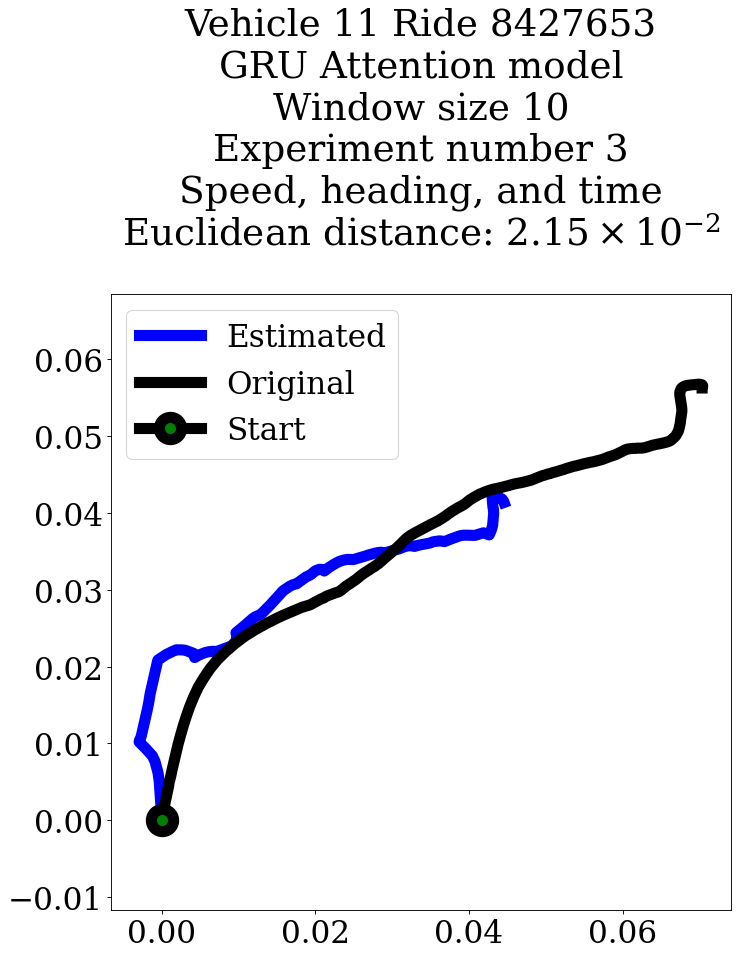 Vehicle 11 Ride 8427653
GRU Attention model
Window size 10
Experiment number 3
Speed, heading, and time
Euclidean distance: 2.15 × 10⁻²
Estimated
Original
Start
0.06
0.05
0.04
0.03
0.02
0.01
0.00
−0.01
0.00 0.02 0.04 0.06